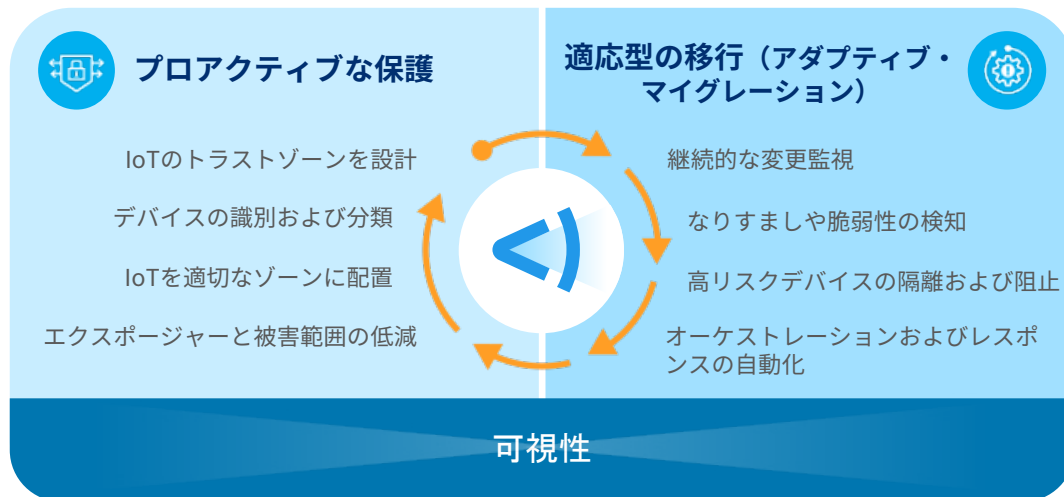 プロアクティブな保護
IoTのトラストゾーンを設計
デバイスの識別および分類
IoTを適切なゾーンに配置
エクスポージャーと被害範囲の低減
適応型の移行（アダプティブ・
マイグレーション）
継続的な変更監視
なりすましや脆弱性の検知
高リスクデバイスの隔離および阻止
オーケストレーションおよびレスポ
ンスの自動化
可視性